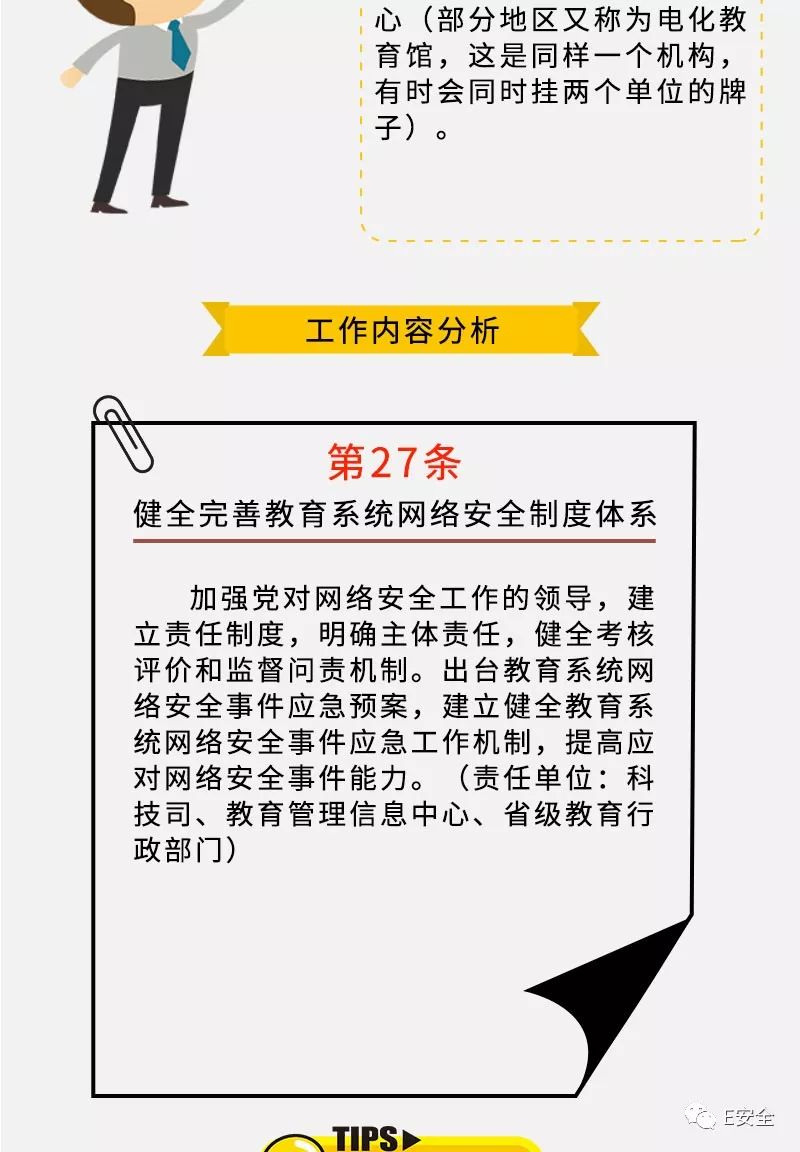 心（部分地区又称为电化教
育馆，这是同样一个机构，
有时会同时挂两个单位的牌
子）。
工作内容分析
第27条
健全完善教育系统网络安全制度体系
加强党对网络安全工作的领导，建
立责任制度，明确主体责任，健全考核
评价和监督问责机制。出台教育系统网
络安全事件应急预案，建立健全教育系
统网络安全事件应急工作机制，提高应
对网络安全事件能力。（责任单位：科
技司、教育管理信息中心、省级教育行
政部门）
E安全
TIPS